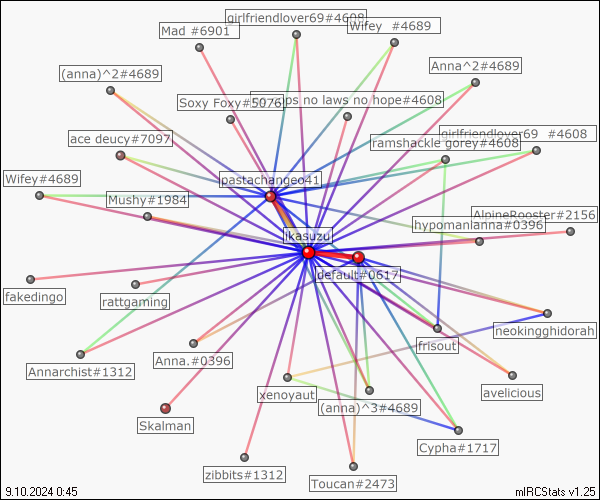 girlfriendlover69#4608
Mad #6901
Wifey #4689
(anna)^2#4689
Anna^2#4689
Soxy Foxy#5076
ps no laws no hope#4608
ace deucy#7097
girlfriendlover69 #4608
ramshackle gorey#4608
Wifey#4689
pastachangeo41
Mushy#1984
AlpineRooster#2156
hypomanianna#0396
ikasuzu
default#0617
fakedingo
rattgaming
neokingghidorah
frisout
Anna.#0396
Annarchist#1312
xenoyaut
avelicious
(anna)^3#4689
Skalman
Cypha#1717
zibbits#1312
Toucan#2473
9.10.2024 0:45
mIRCStats v1.25